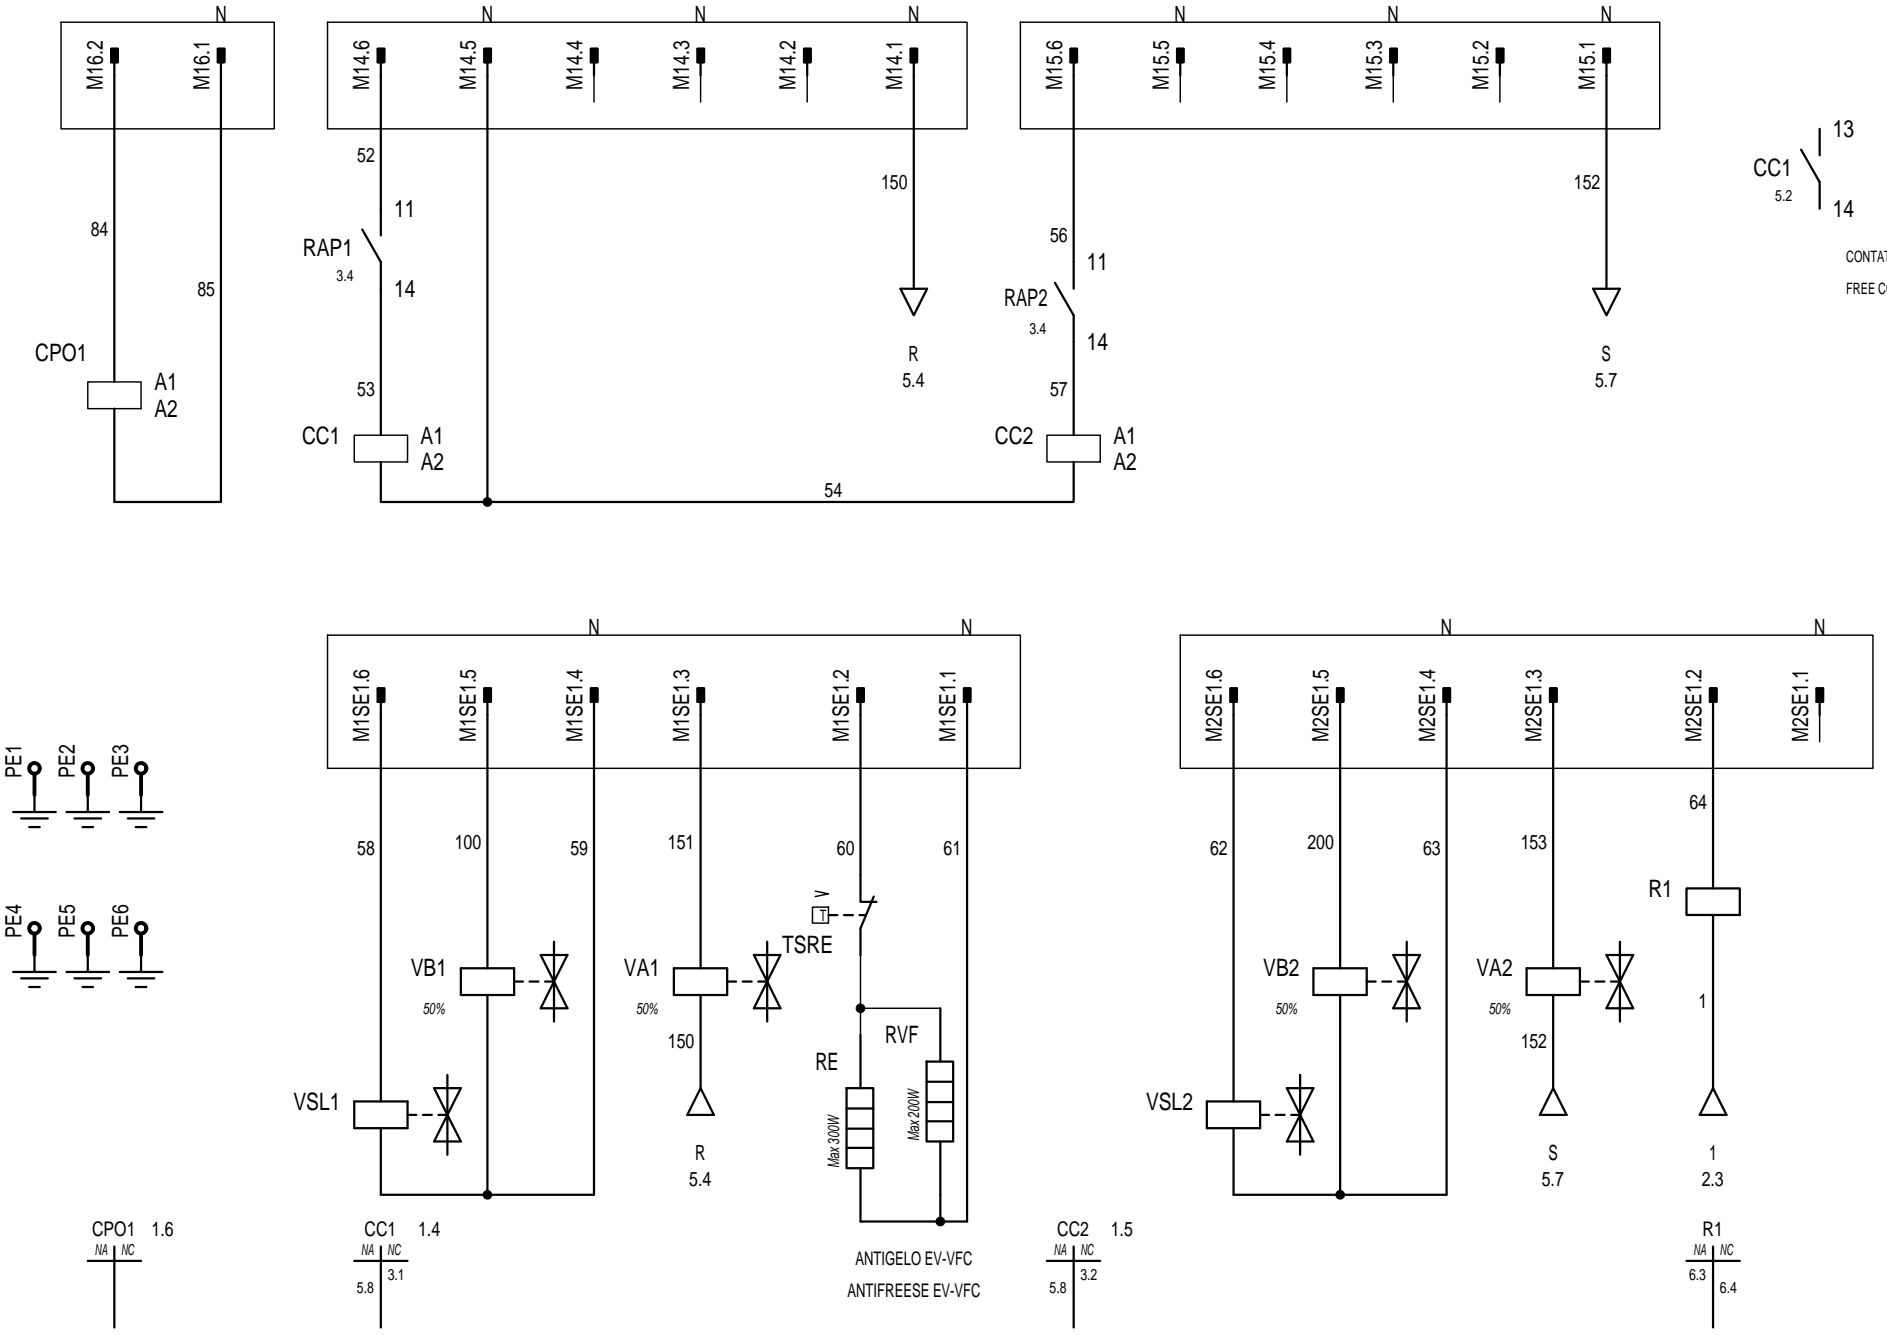 N N N N N N N
M16.2 M16.1 M14.6 M14.5 M14.4 M14.3 M14.2 M14.1 M15.6 M15.5 M15.4 M15.3 M15.2 M15.1
13
CC1
5.2
14
52
150
152
84
11
56
CONTAT
RAP1
3.4
11
85
14
FREE C
RAP2
3.4
14
R
5.4
S
5.7
CPO1
A1
A2
53
57
CC1
A1
A2
CC2
A1
A2
54
N N N N
M1SE1.6 M1SE1.5 M1SE1.4 M1SE1.3 M1SE1.2 M1SE1.1 M2SE1.6 M2SE1.5 M2SE1.4 M2SE1.3 M2SE1.2 M2SE1.1
PE1 PE2 PE3
64
58 100 59 151 60 61 62 200 63 153
R1
PE4 PE5 PE6
V
T
TSRE
VB1
50%
VA1
50%
VB2
50%
VA2
50%
1
150
RVF
152
RE
VSL1
Max 300W
Max 200W
VSL2
R
5.4
S
5.7
1
2.3
CPO1 1.6
NA NC
CC1 1.4
NA NC
3.1
5.8
ANTIGELO EV-VFC
ANTIFREESE EV-VFC
CC2 1.5
NA NC
3.2
5.8
R1
NA NC
6.3
6.4